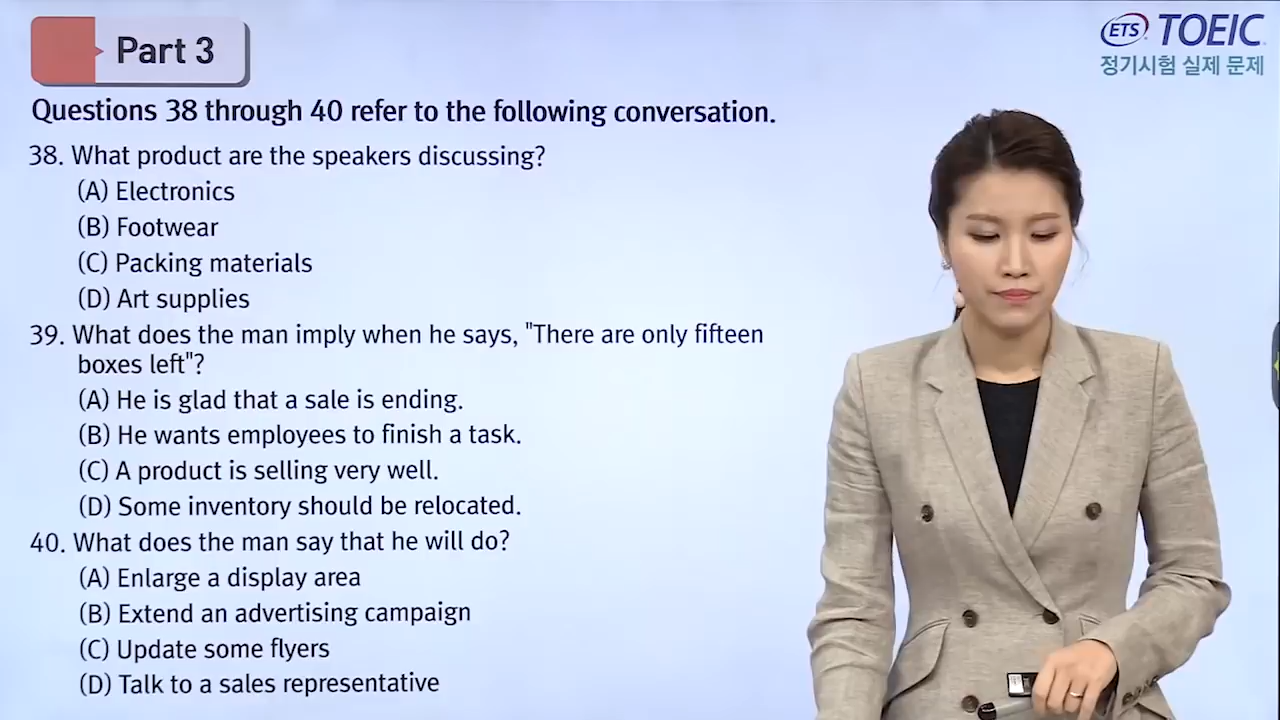 Part 3
ETS TOEIC
정기시험 실제 문제
Questions 38 through 40 refer to the following conversation.
38. What product are the speakers discussing?
(A) Electronics
(B) Footwear
(C) Packing materials
(D) Art supplies
39. What does the man imply when he says, "There are only fifteen
boxes left"?
(A) He is glad that a sale is ending.
(B) He wants employees to finish a task.
(C) A product is selling very well.
(D) Some inventory should be relocated.
40. What does the man say that he will do?
(A) Enlarge a display area
(B) Extend an advertising campaign
(C) Update some flyers
(D) Talk to a sales representative